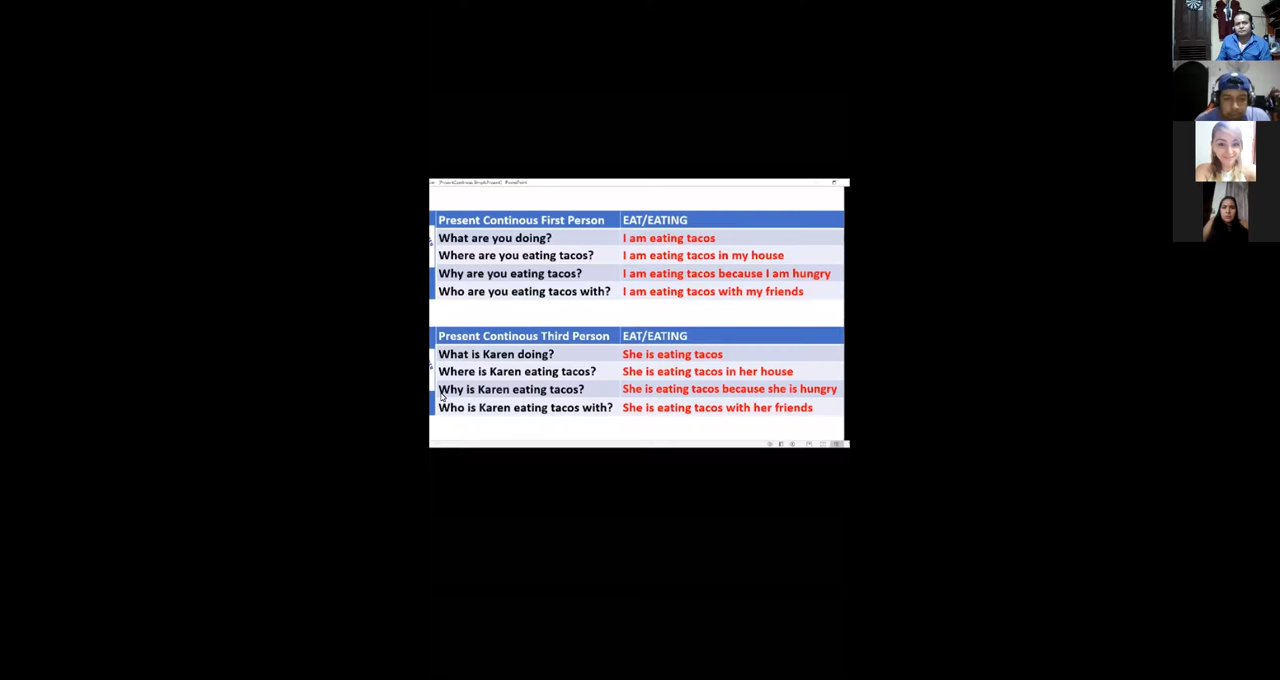 [PresentContinous SimplePresent] - PowerPoint
Present Continous First Person EAT/EATING
What are you doing? I am eating tacos
Where are you eating tacos? I am eating tacos in my house
Why are you eating tacos? I am eating tacos because I am hungry
Who are you eating tacos with? I am eating tacos with my friends
Present Continous Third Person EAT/EATING
What is Karen doing? She is eating tacos
Where is Karen eating tacos? She is eating tacos in her house
Why is Karen eating tacos? She is eating tacos because she is hungry
Who is Karen eating tacos with? She is eating tacos with her friends